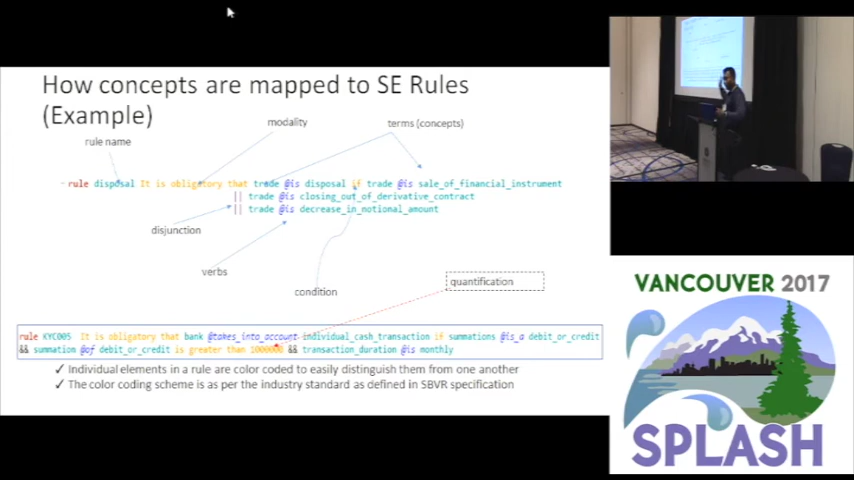 How concepts are mapped to SE Rules
(Example)
modality
terms (concepts)
rule name
rule disposal It is obligatory that trade @is disposal if trade @is sale_of_financial_instrument
|| trade @is closing_out_of_derivative_contract
|| trade @is decrease_in_notional_amount
disjunction
verbs
condition
quantification
rule KYC005 It is obligatory that bank @takes_into_account individual_cash_transaction if summations @is_a debit_or_credit
&& summation @of debit_or_credit is greater than 1000000 && transaction_duration @is monthly
✓ Individual elements in a rule are color coded to easily distinguish them from one another
✓ The color coding scheme is as per the industry standard as defined in SBVR specification
VANCOUVER 2017
SPLASH